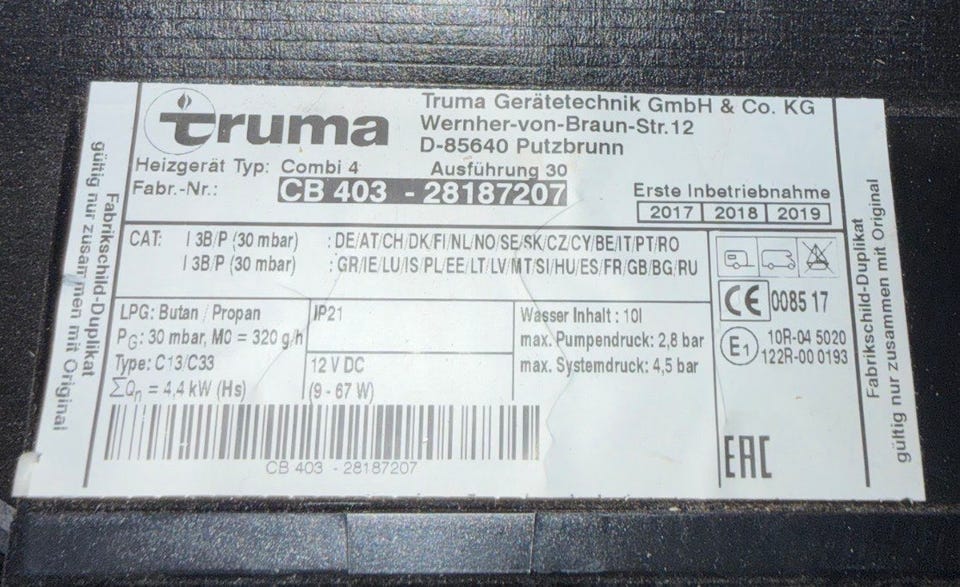 truma
Truma Gerätetechnik GmbH & Co. KG
Wernher-von-Braun-Str.12
D-85640 Putzbrunn
Heizgerät Typ: Combi 4 Ausführung 30
Fabr.-Nr.: CB 403 - 28187207
Erste Inbetriebnahme
2017 2018 2019
CAT: I 3B/P (30 mbar) : DE/AT/CH/DK/FI/NL/NO/SE/SK/CZ/CY/BE/IT/PT/RO
I 3B/P (30 mbar) : GR/IE/LU/IS/PL/EE/LT/LV/MT/SI/HU/ES/FR/GB/BG/RU
LPG: Butan / Propan
PG: 30 mbar, M0 = 320 g/h
Type: C13/C33
ΣQn = 4,4 kW (Hs)
IP21
12 V DC
(9 - 67 W)
Wasser Inhalt : 10l
max. Pumpendruck: 2,8 bar
max. Systemdruck: 4,5 bar
CE 0085 17
E1 10R-04 5020
122R-00 0193
EAC
CB 403 - 28187207
Fabrikschild-Duplikat
gültig nur zusammen mit Original
Fabrikschild-Duplikat
gültig nur zusammen mit Original